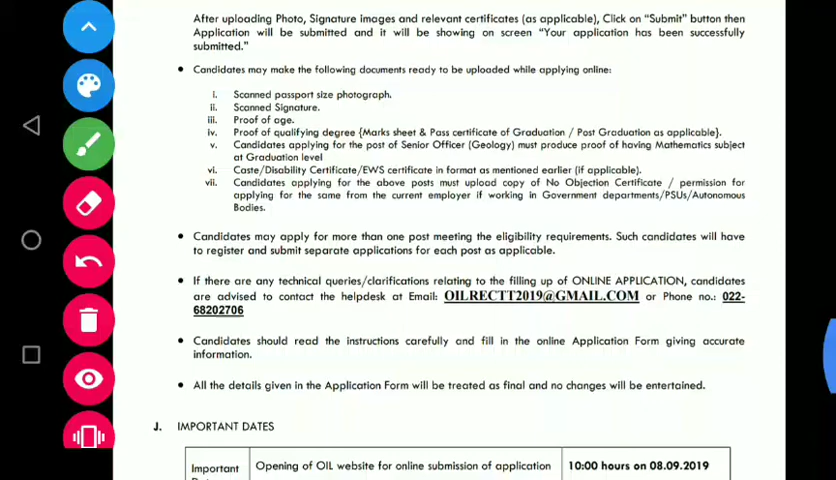 After uploading Photo, Signature images and relevant certificates (as applicable), Click on "Submit" button then
Application will be submitted and it will be showing on screen "Your application has been successfully
submitted."
• Candidates may make the following documents ready to be uploaded while applying online:
i. Scanned passport size photograph.
ii. Scanned Signature.
iii. Proof of age.
iv. Proof of qualifying degree {Marks sheet & Pass certificate of Graduation / Post Graduation as applicable}.
v. Candidates applying for the post of Senior Officer (Geology) must produce proof of having Mathematics subject
at Graduation level
vi. Caste/Disability Certificate/EWS certificate in format as mentioned earlier (if applicable).
vii. Candidates applying for the above posts must upload copy of No Objection Certificate / permission for
applying for the same from the current employer if working in Government departments/PSUs/Autonomous
Bodies.
• Candidates may apply for more than one post meeting the eligibility requirements. Such candidates will have
to register and submit separate applications for each post as applicable.
• If there are any technical queries/clarifications relating to the filling up of ONLINE APPLICATION, candidates
are advised to contact the helpdesk at Email: OILRECTT2019@GMAIL.COM or Phone no.: 022-
68202706
• Candidates should read the instructions carefully and fill in the online Application Form giving accurate
information.
• All the details given in the Application Form will be treated as final and no changes will be entertained.
J. IMPORTANT DATES
Important Opening of OIL website for online submission of application 10:00 hours on 08.09.2019